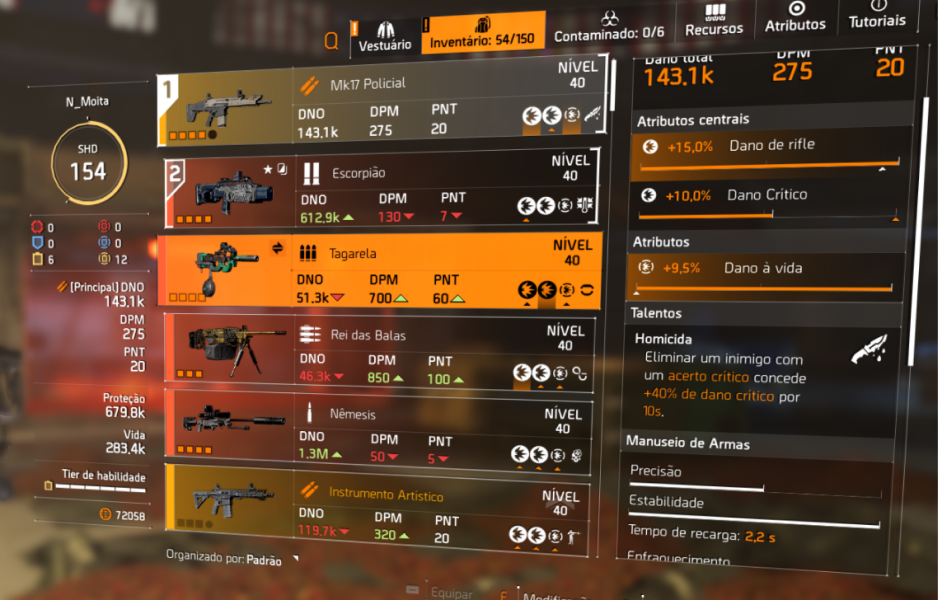 Q
! Vestuário
! Inventário: 54/150
Contaminado: 0/6
Recursos
Atributos
Tutoriais
N_Moita
SHD
154
0 0
0 0
6 12
[Principal] DNO
143.1k
DPM
275
PNT
20
Proteção
679,8k
Vida
283,4k
Tier de habilidade
72058
1
Mk17 Policial
NÍVEL
40
DNO DPM PNT
143.1k 275 20
2
Escorpião
NÍVEL
40
DNO DPM PNT
612,9k 130 7
Tagarela
NÍVEL
40
DNO DPM PNT
51.3k 700 60
Rei das Balas
NÍVEL
40
DNO DPM PNT
46.3k 850 100
Nêmesis
NÍVEL
40
DNO DPM PNT
1.3M 50 5
Instrumento Artístico
NÍVEL
40
DNO DPM PNT
119.7k 320 20
Organizado por: Padrão
Dano total DPM PNT
143.1k 275 20
Atributos centrais
+15,0% Dano de rifle
+10,0% Dano Crítico
Atributos
+9,5% Dano à vida
Talentos
Homicida
Eliminar um inimigo com
um acerto crítico concede
+40% de dano crítico por
10s.
Manuseio de Armas
Precisão
Estabilidade
Tempo de recarga: 2,2 s
Enfraquecimento
Equipar